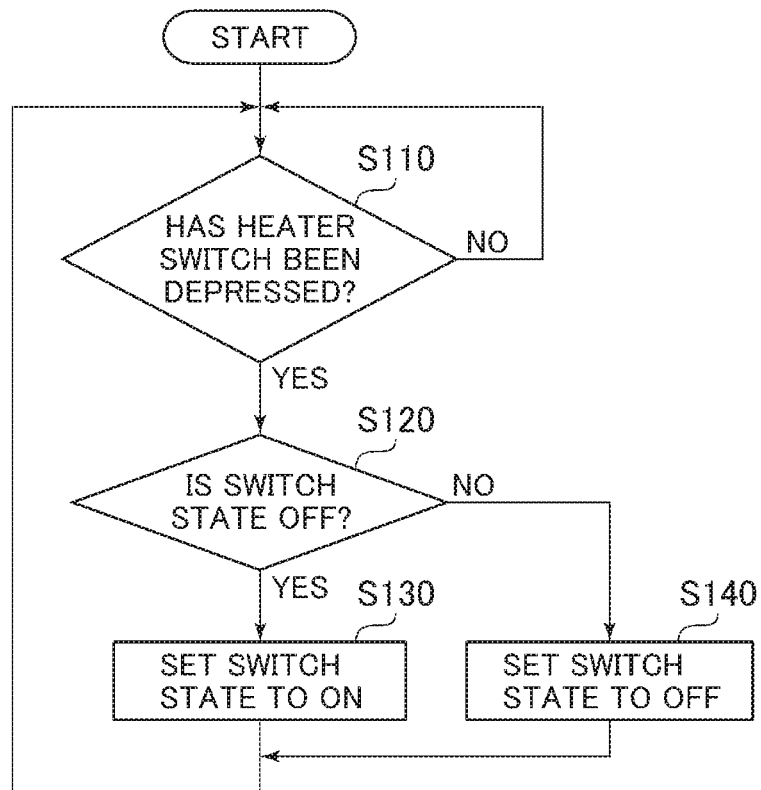 START
S110
HAS HEATER
SWITCH BEEN
DEPRESSED?
NO
YES
S120
IS SWITCH
STATE OFF?
NO
YES
S130
SET SWITCH
STATE TO ON
S140
SET SWITCH
STATE TO OFF